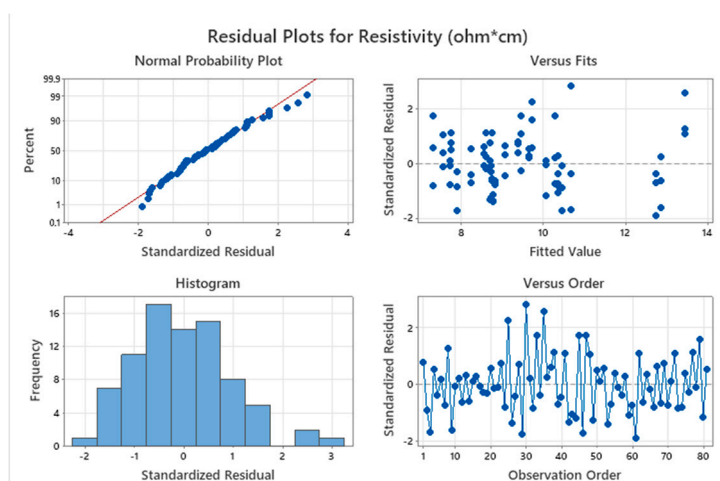 Residual Plots for Resistivity (ohm*cm)
Normal Probability Plot
99.9
99
90
50
10
1
0.1
Percent
-4 -2 0 2 4
Standardized Residual
Versus Fits
2
0
-2
Standardized Residual
8 10 12 14
Fitted Value
Histogram
16
12
8
4
0
Frequency
-2 -1 0 1 2 3
Standardized Residual
Versus Order
2
0
-2
Standardized Residual
1 10 20 30 40 50 60 70 80
Observation Order